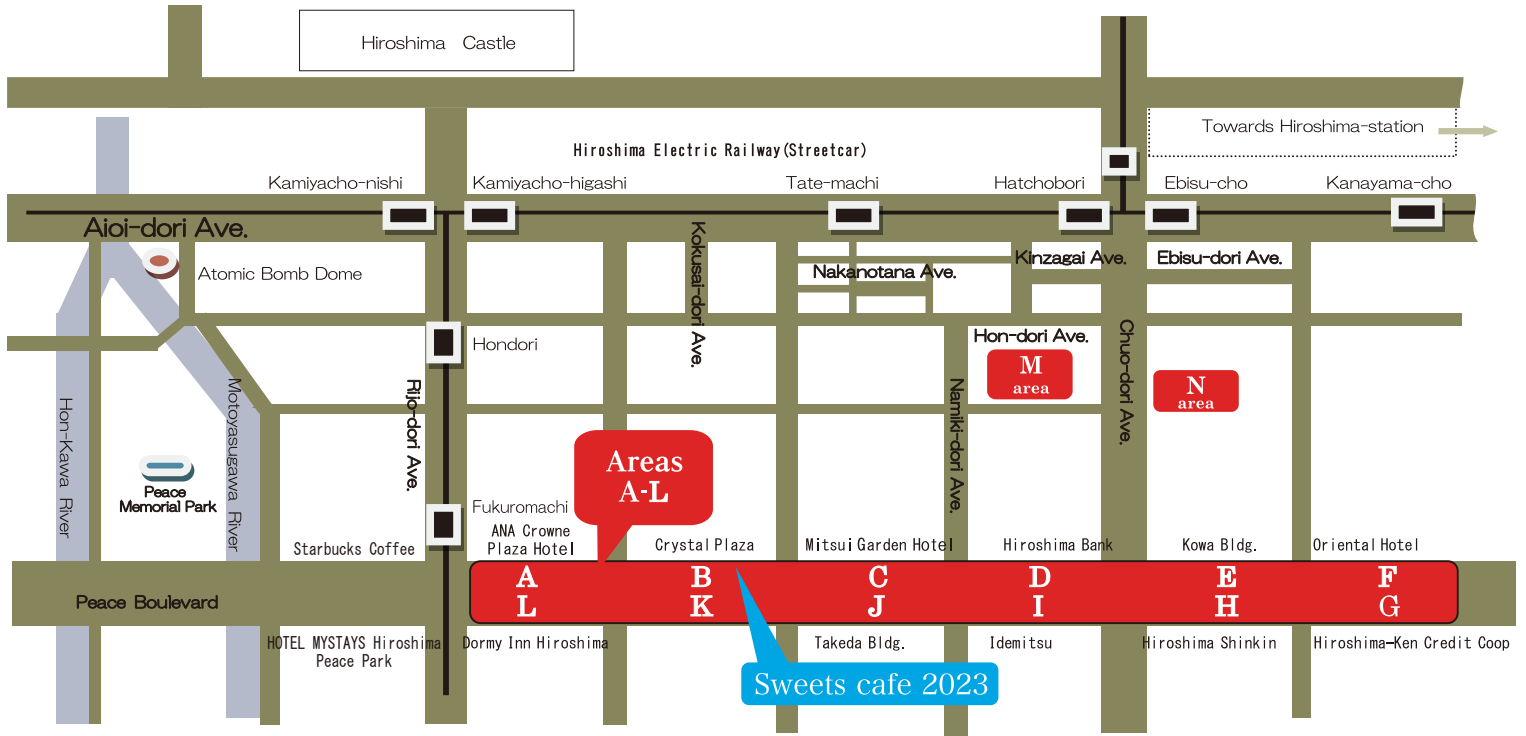 Hiroshima Castle
Towards Hiroshima-station
Hiroshima Electric Railway(Streetcar)
Kamiyacho-nishi
Kamiyacho-higashi
Tate-machi
Hatchobori
Ebisu-cho
Kanayama-cho
Aioi-dori Ave.
Atomic Bomb Dome
Kokusai-dori Ave.
Nakanotana Ave.
Kinzagai Ave.
Ebisu-dori Ave.
Hondori
Hon-dori Ave.
Chuo-dori Ave.
M
area
N
area
Hon-Kawa River
Motoyasugawa River
Rijo-dori Ave.
Namiki-dori Ave.
Peace
Memorial Park
Areas
A-L
Fukuromachi
Starbucks Coffee
ANA Crowne
Plaza Hotel
Crystal Plaza
Mitsui Garden Hotel
Hiroshima Bank
Kowa Bldg.
Oriental Hotel
Peace Boulevard
A B C D E F
L K J I H G
HOTEL MYSTAYS Hiroshima
Peace Park
Dormy Inn Hiroshima
Takeda Bldg.
Idemitsu
Hiroshima Shinkin
Hiroshima-Ken Credit Coop
Sweets cafe 2023